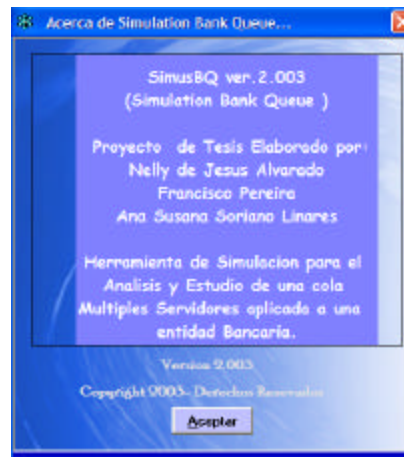 Acerca de Simulation Bank Queue...
SimusBQ ver.2.003
(Simulation Bank Queue )
Proyecto de Tesis Elaborado por:
Nelly de Jesus Alvarado
Francisco Pereira
Ana Susana Soriano Linares
Herramienta de Simulacion para el
Analisis y Estudio de una cola
Multiples Servidores aplicado a una
entidad Bancaria.
Version 2.003
Copyright 2003- Derechos Reservados
Aceptar